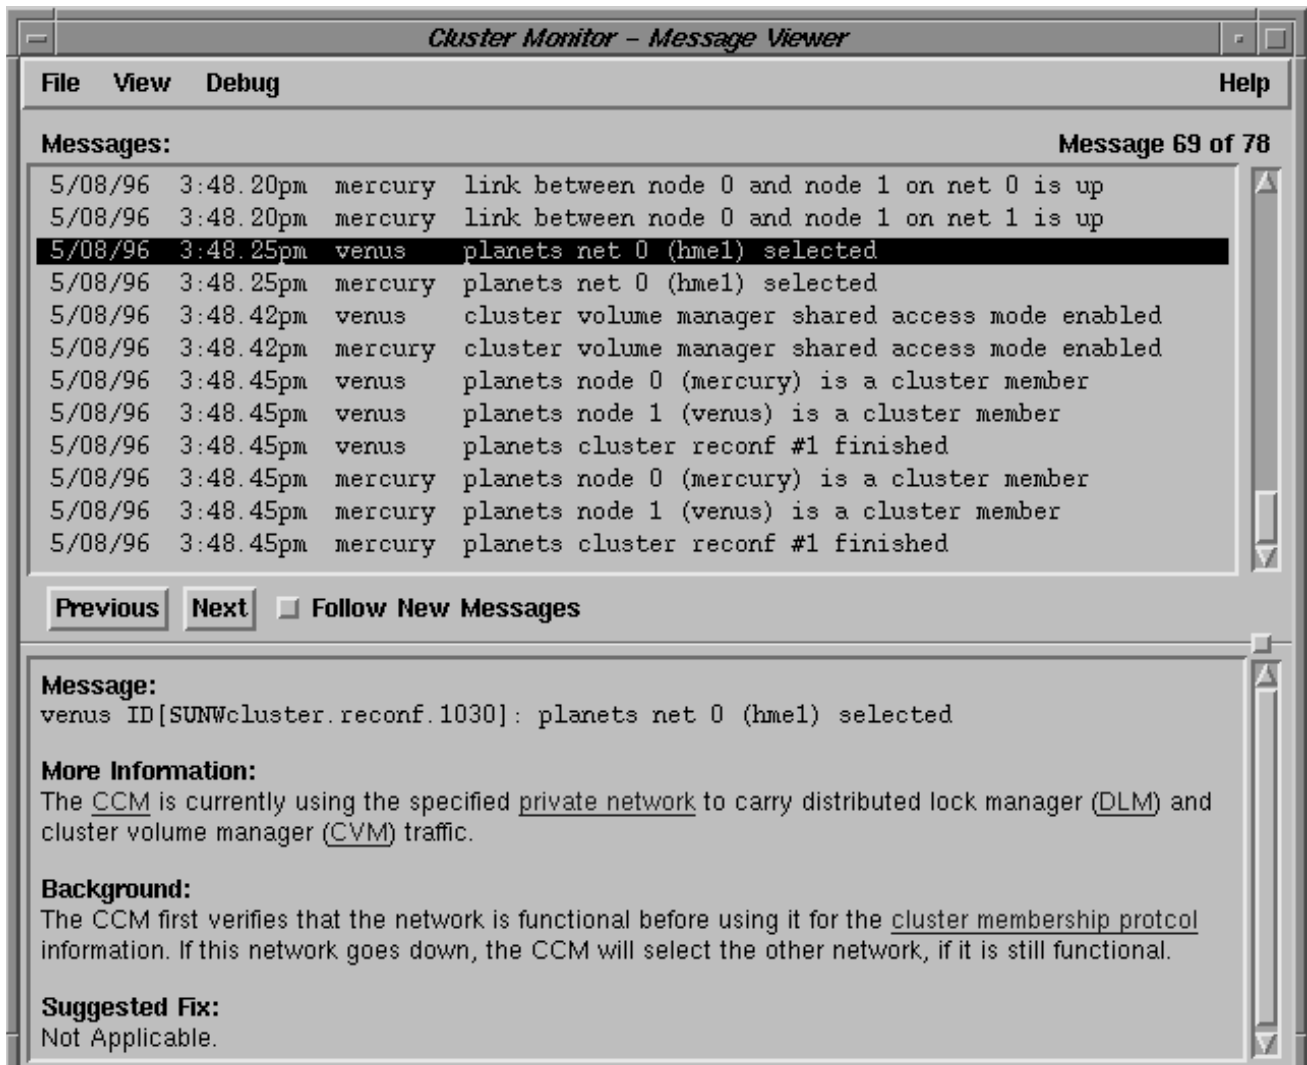 Cluster Monitor – Message Viewer
File View Debug Help
Messages: Message 69 of 78
5/08/96 3:48.20pm mercury link between node 0 and node 1 on net 0 is up
5/08/96 3:48.20pm mercury link between node 0 and node 1 on net 1 is up
5/08/96 3:48.25pm venus planets net 0 (hme1) selected
5/08/96 3:48.25pm mercury planets net 0 (hme1) selected
5/08/96 3:48.42pm venus cluster volume manager shared access mode enabled
5/08/96 3:48.42pm mercury cluster volume manager shared access mode enabled
5/08/96 3:48.45pm venus planets node 0 (mercury) is a cluster member
5/08/96 3:48.45pm venus planets node 1 (venus) is a cluster member
5/08/96 3:48.45pm venus planets cluster reconf #1 finished
5/08/96 3:48.45pm mercury planets node 0 (mercury) is a cluster member
5/08/96 3:48.45pm mercury planets node 1 (venus) is a cluster member
5/08/96 3:48.45pm mercury planets cluster reconf #1 finished
Previous Next Follow New Messages
Message:
venus ID[SUNWcluster.reconf.1030]: planets net 0 (hme1) selected
More Information:
The CCM is currently using the specified private network to carry distributed lock manager (DLM) and
cluster volume manager (CVM) traffic.
Background:
The CCM first verifies that the network is functional before using it for the cluster membership protcol
information. If this network goes down, the CCM will select the other network, if it is still functional.
Suggested Fix:
Not Applicable.